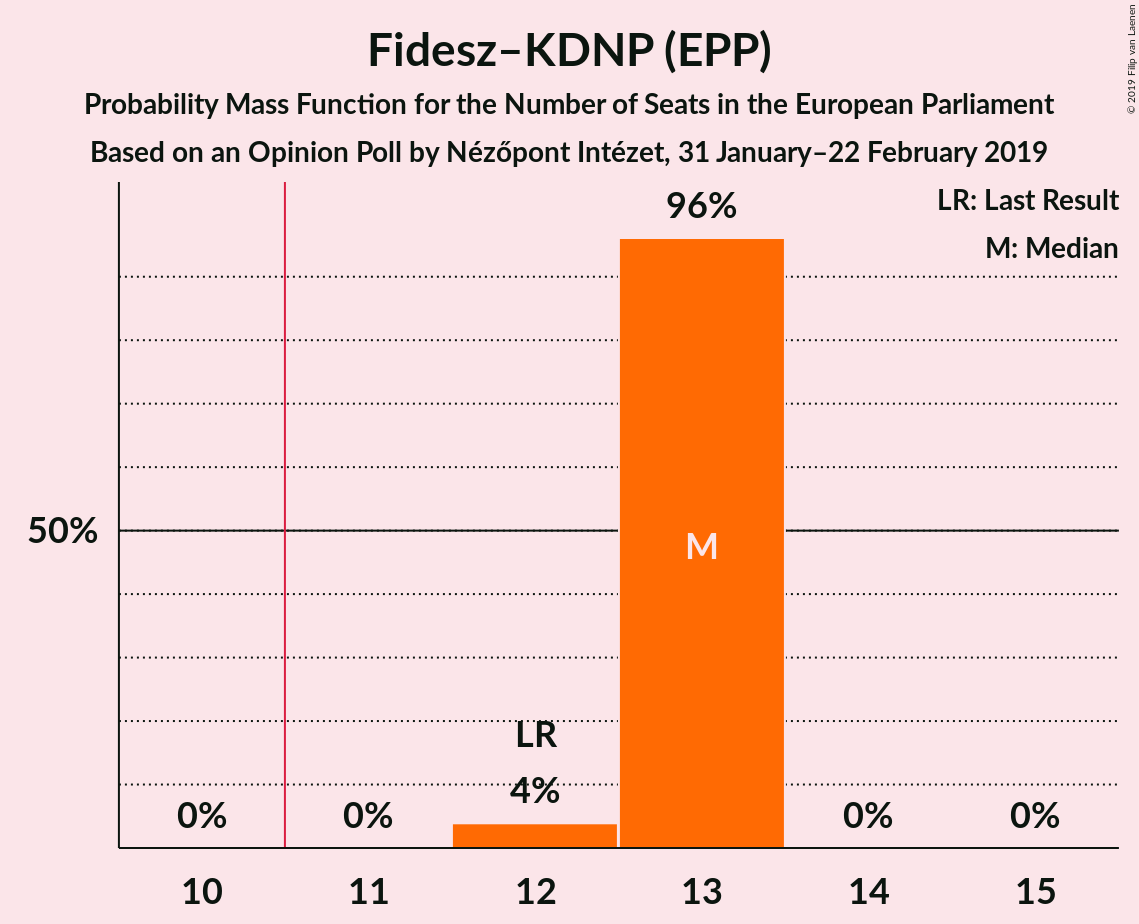 Fidesz–KDNP (EPP)
Probability Mass Function for the Number of Seats in the European Parliament
Based on an Opinion Poll by Nézőpont Intézet, 31 January–22 February 2019
© 2019 Filip van Laenen
LR: Last Result
M: Median
96%
50%
M
LR
4%
0% 0% 0% 0%
10 11 12 13 14 15